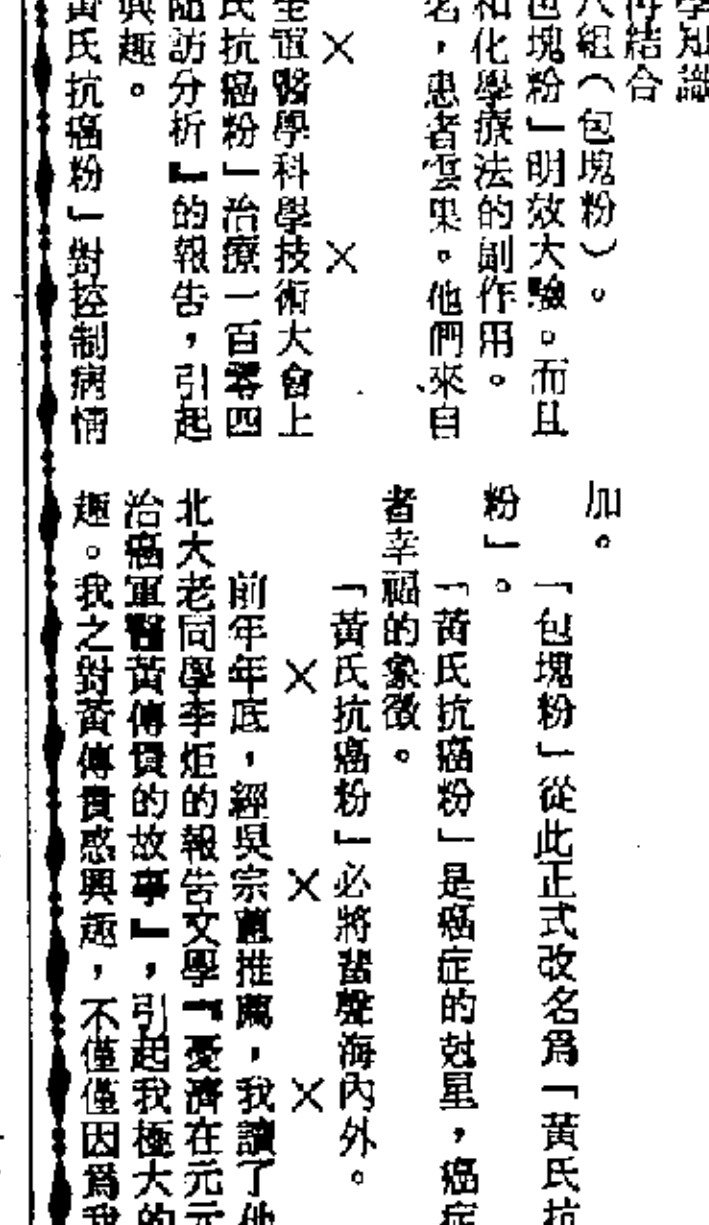 學知識
再結合
八組（包塊粉）。
包塊粉」明效大驗。而且
和化學療法的副作用。
名，患者雲集。他們來自
×　×
全軍醫學科學技術大會上
氏抗癌粉」治療一百零四
隨訪分析』的報告，引起
興趣。
黃氏抗癌粉」對控制病情
加。
「包塊粉」從此正式改名爲「黃氏抗
粉」。
「黃氏抗癌粉」是癌症的剋星，癌症
者幸福的象徵。
「黃氏抗癌粉」必將蜚聲海內外。
×　×　×
前年年底，經吳宗蕙推薦，我讀了他
北大老同學李炬的報告文學『憂濟在元元
治癌軍醫黃傳貴的故事』，引起我極大的
趣。我之對黃傳貴感興趣，不僅僅因爲我